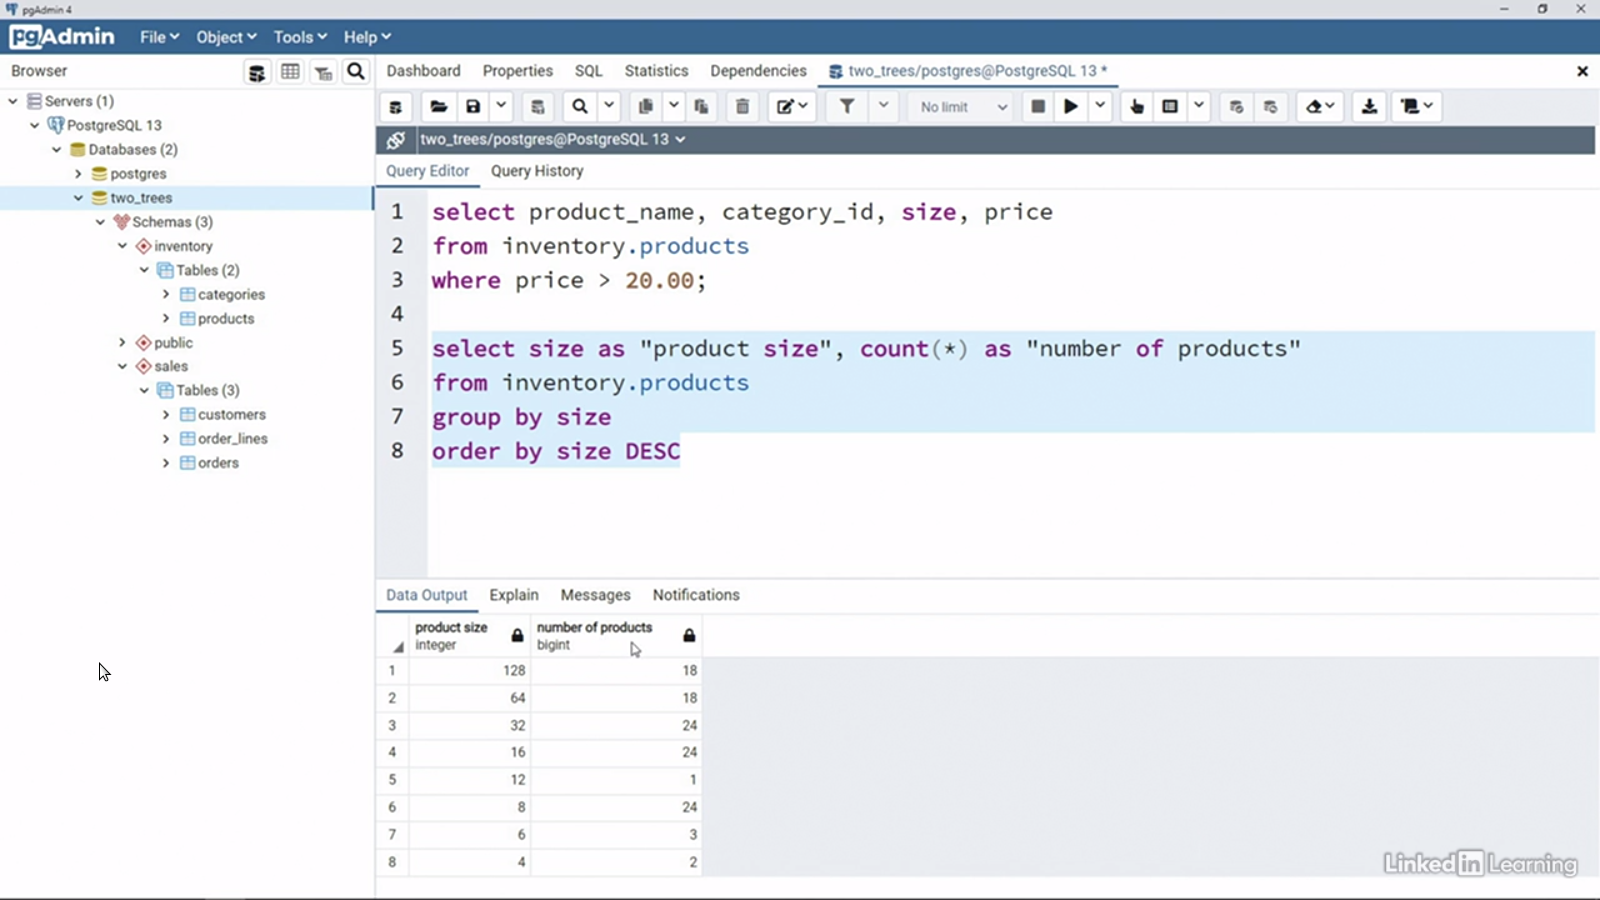 pgAdmin 4
pgAdmin File Object Tools Help
Browser
Dashboard Properties SQL Statistics Dependencies two_trees/postgres@PostgreSQL 13 *
Servers (1)
PostgreSQL 13
Databases (2)
postgres
two_trees
Schemas (3)
inventory
Tables (2)
categories
products
public
sales
Tables (3)
customers
order_lines
orders
No limit
two_trees/postgres@PostgreSQL 13
Query Editor Query History
1 select product_name, category_id, size, price
2 from inventory.products
3 where price > 20.00;
4
5 select size as "product size", count(*) as "number of products"
6 from inventory.products
7 group by size
8 order by size DESC
Data Output Explain Messages Notifications
product size number of products
integer bigint
1 128 18
2 64 18
3 32 24
4 16 24
5 12 1
6 8 24
7 6 3
8 4 2
Linked in Learning